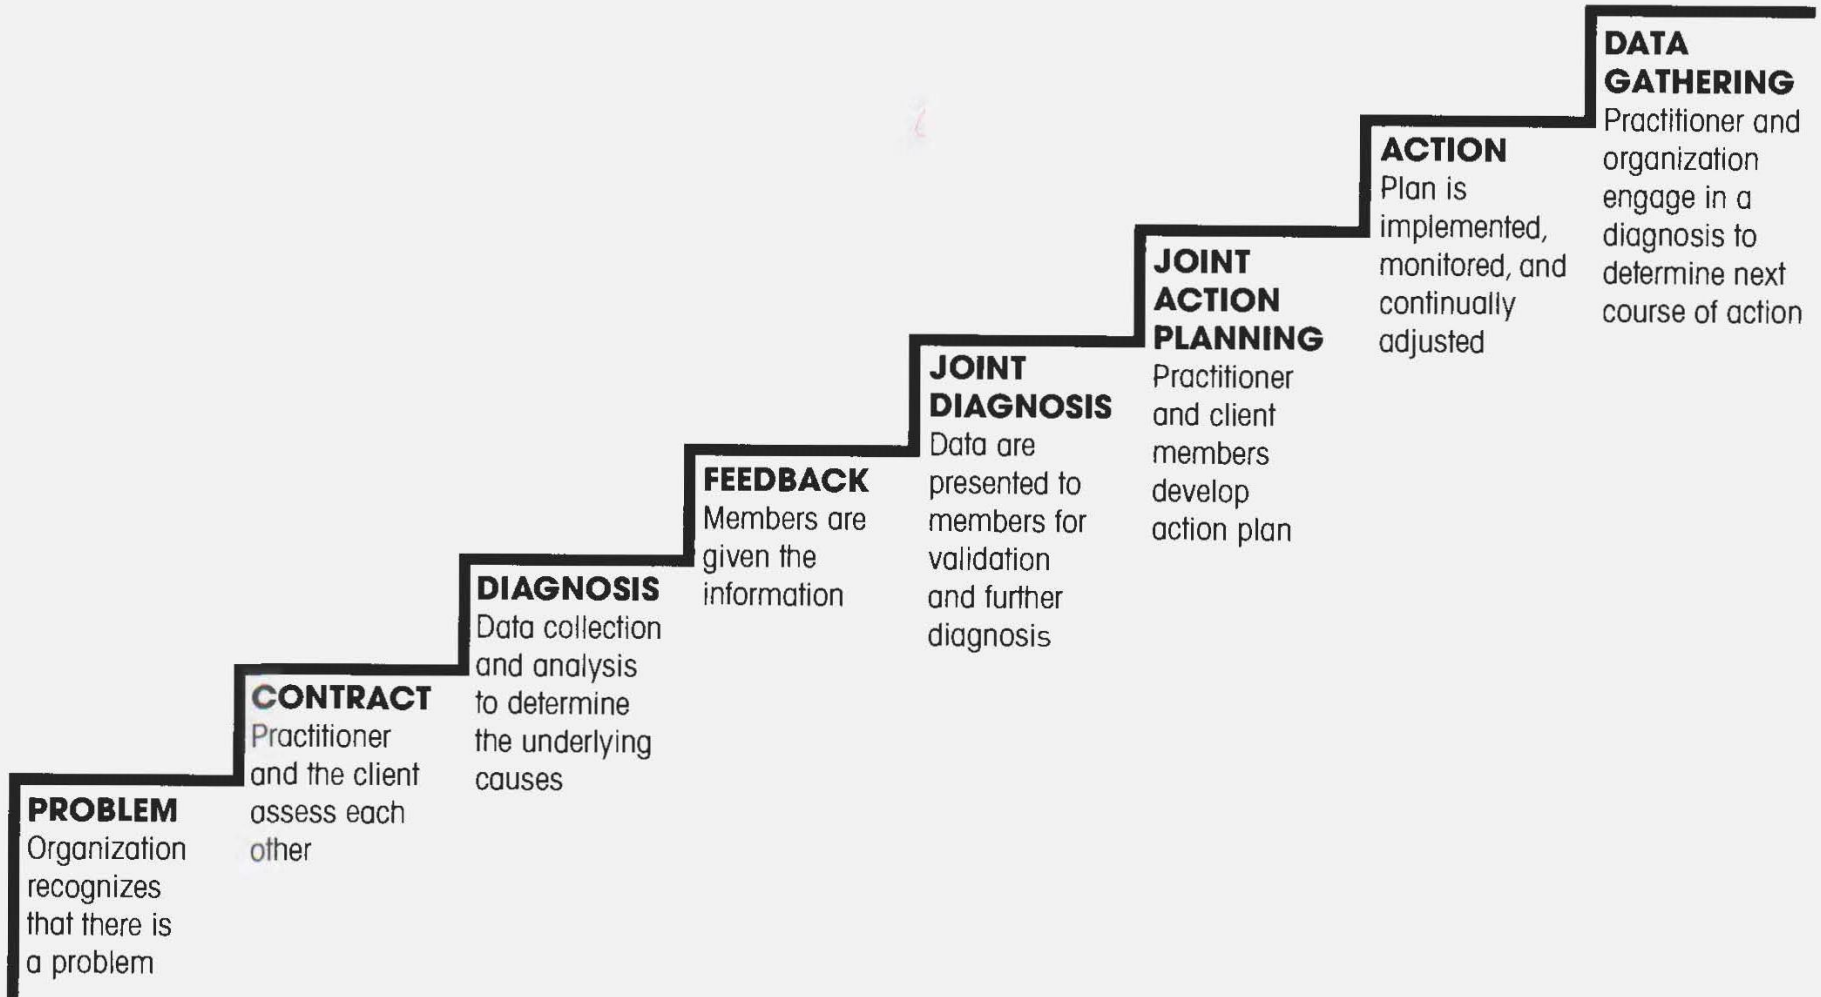 PROBLEM
Organization
recognizes
that there is
a problem
CONTRACT
Practitioner
and the client
assess each
other
DIAGNOSIS
Data collection
and analysis
to determine
the underlying
causes
FEEDBACK
Members are
given the
information
JOINT
DIAGNOSIS
Data are
presented to
members for
validation
and further
diagnosis
JOINT
ACTION
PLANNING
Practitioner
and client
members
develop
action plan
ACTION
Plan is
implemented,
monitored, and
continually
adjusted
DATA
GATHERING
Practitioner and
organization
engage in a
diagnosis to
determine next
course of action